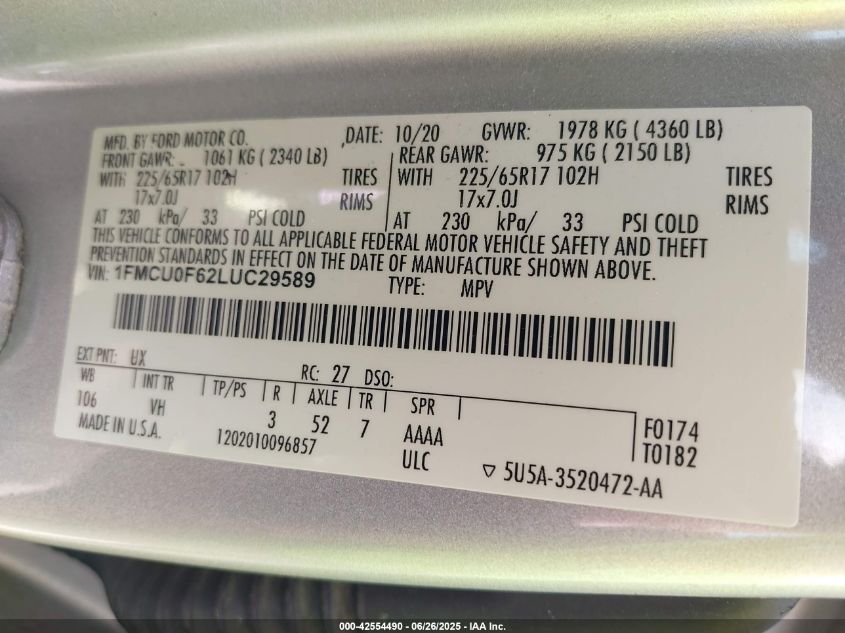 MFD. BY FORD MOTOR CO. DATE: 10/20 GVWR: 1978 KG ( 4360 LB)
FRONT GAWR: 1061 KG ( 2340 LB) REAR GAWR: 975 KG ( 2150 LB)
WITH 225/65R17 102H TIRES WITH 225/65R17 102H TIRES
17x7.0J RIMS 17x7.0J RIMS
AT 230 kPa/ 33 PSI COLD AT 230 kPa/ 33 PSI COLD
THIS VEHICLE CONFORMS TO ALL APPLICABLE FEDERAL MOTOR VEHICLE SAFETY AND THEFT
PREVENTION STANDARDS IN EFFECT ON THE DATE OF MANUFACTURE SHOWN ABOVE.
VIN: 1FMCU0F62LUC29589 TYPE: MPV
EXT PNT: UX RC: 27 DSO:
WB INT TR TP/PS R AXLE TR SPR
106 VH 3 52 7 AAAA F0174
MADE IN U.S.A. 1202010096857 ULC T0182
5U5A-3520472-AA
000-42554490 - 06/26/2025 - IAA Inc.